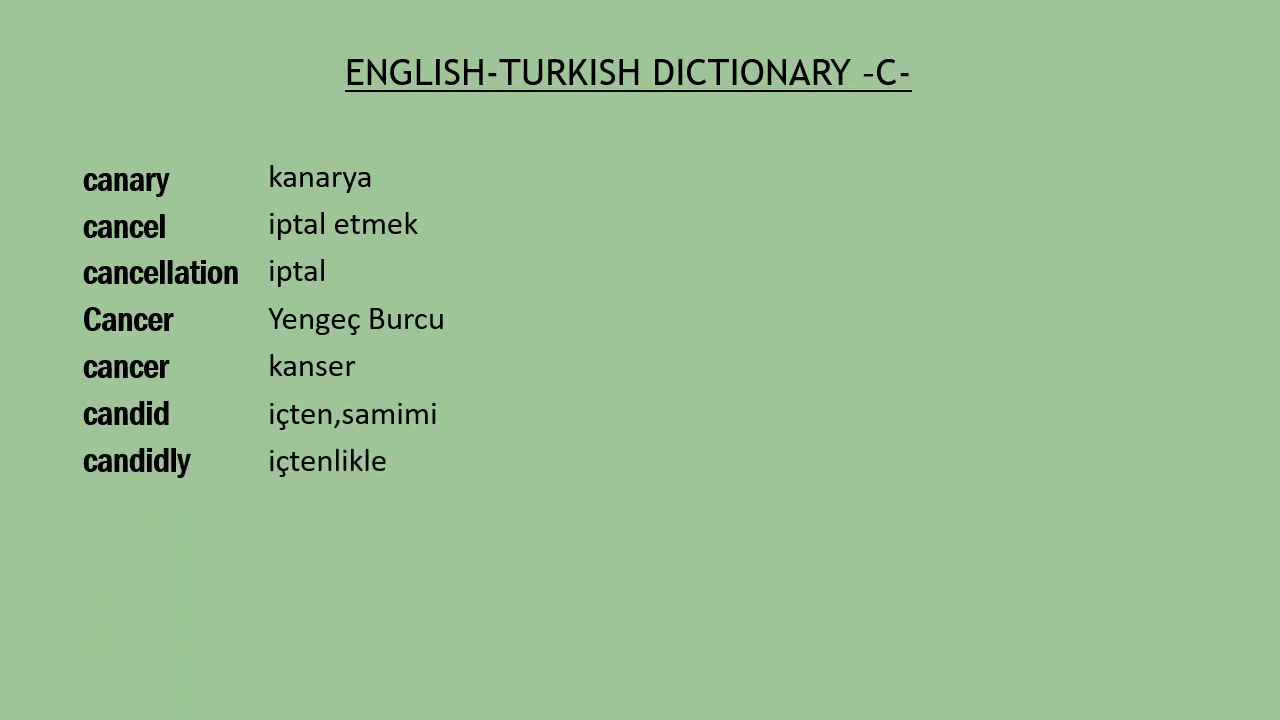 ENGLISH-TURKISH DICTIONARY –C-
canary kanarya
cancel iptal etmek
cancellation iptal
Cancer Yengeç Burcu
cancer kanser
candid içten,samimi
candidly içtenlikle